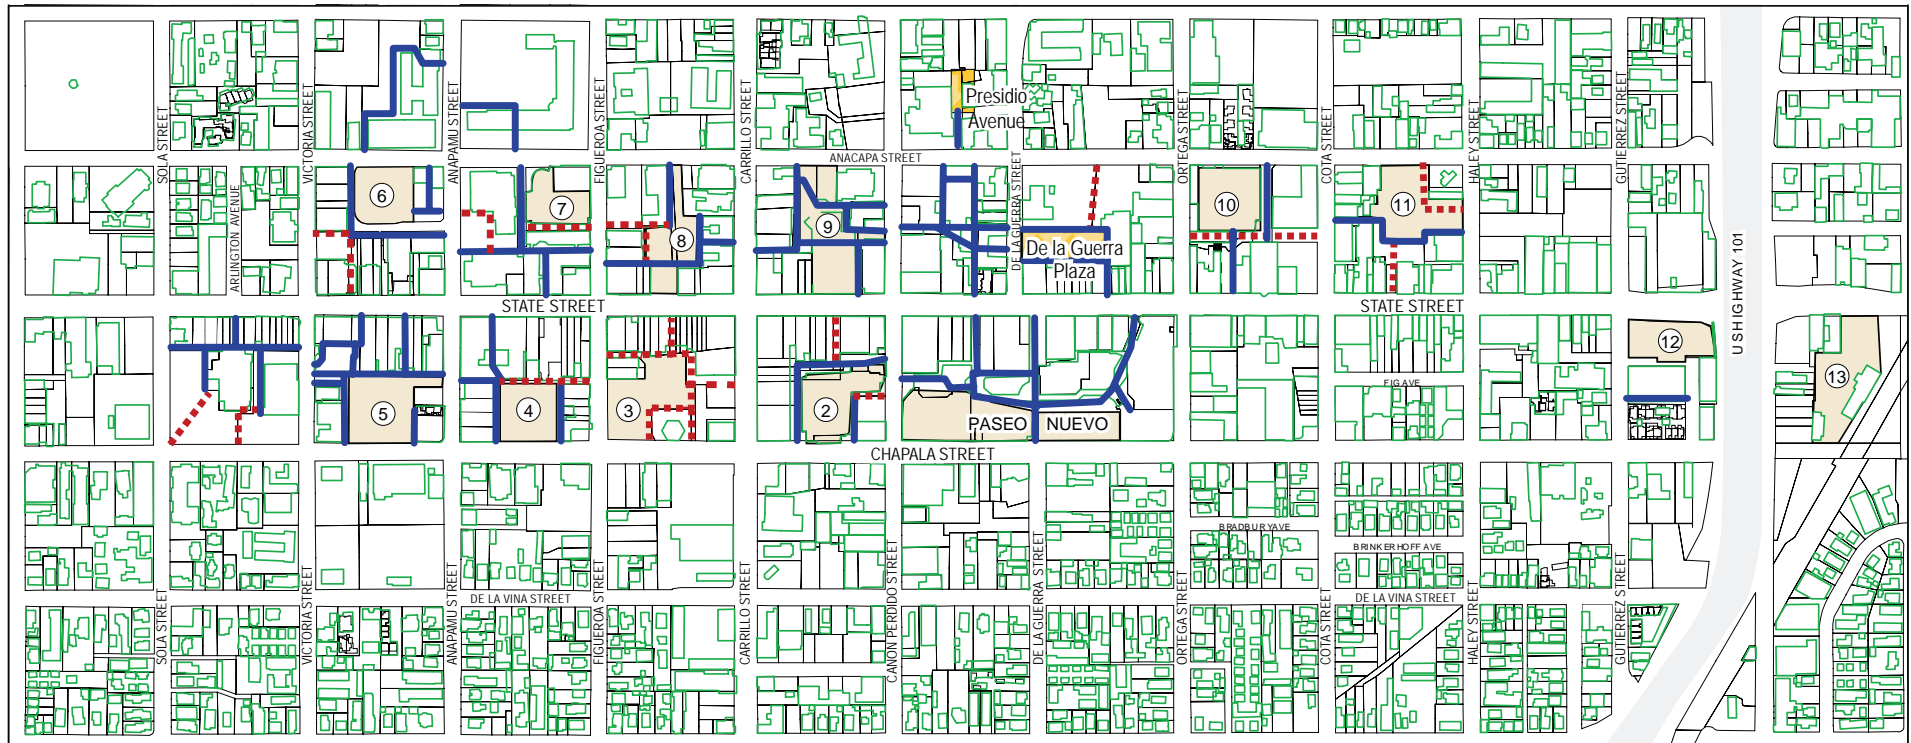 Presidio
Avenue
SOLA STREET
VICTORIA STREET
ANAPAMU STREET
FIGUEROA STREET
CARRILLO STREET
ORTEGA STREET
COTA STREET
HALEY STREET
GUTIERREZ STREET
ANACAPA STREET
ARLINGTON AVENUE
DE LA GUERRA STREET
6
7
8
9
10
11
De la Guerra
Plaza
US HIGHWAY 101
STATE STREET
STATE STREET
12
13
FIG AVE
5
4
3
2
PASEO NUEVO
CHAPALA STREET
BRADBURY AVE
BRINKERHOFF AVE
SOLA STREET
VICTORIA STREET
ANAPAMU STREET
FIGUEROA STREET
CARRILLO STREET
CANON PERDIDO STREET
DE LA GUERRA STREET
ORTEGA STREET
COTA STREET
HALEY STREET
GUTIERREZ STREET
DE LA VINA STREET
DE LA VINA STREET